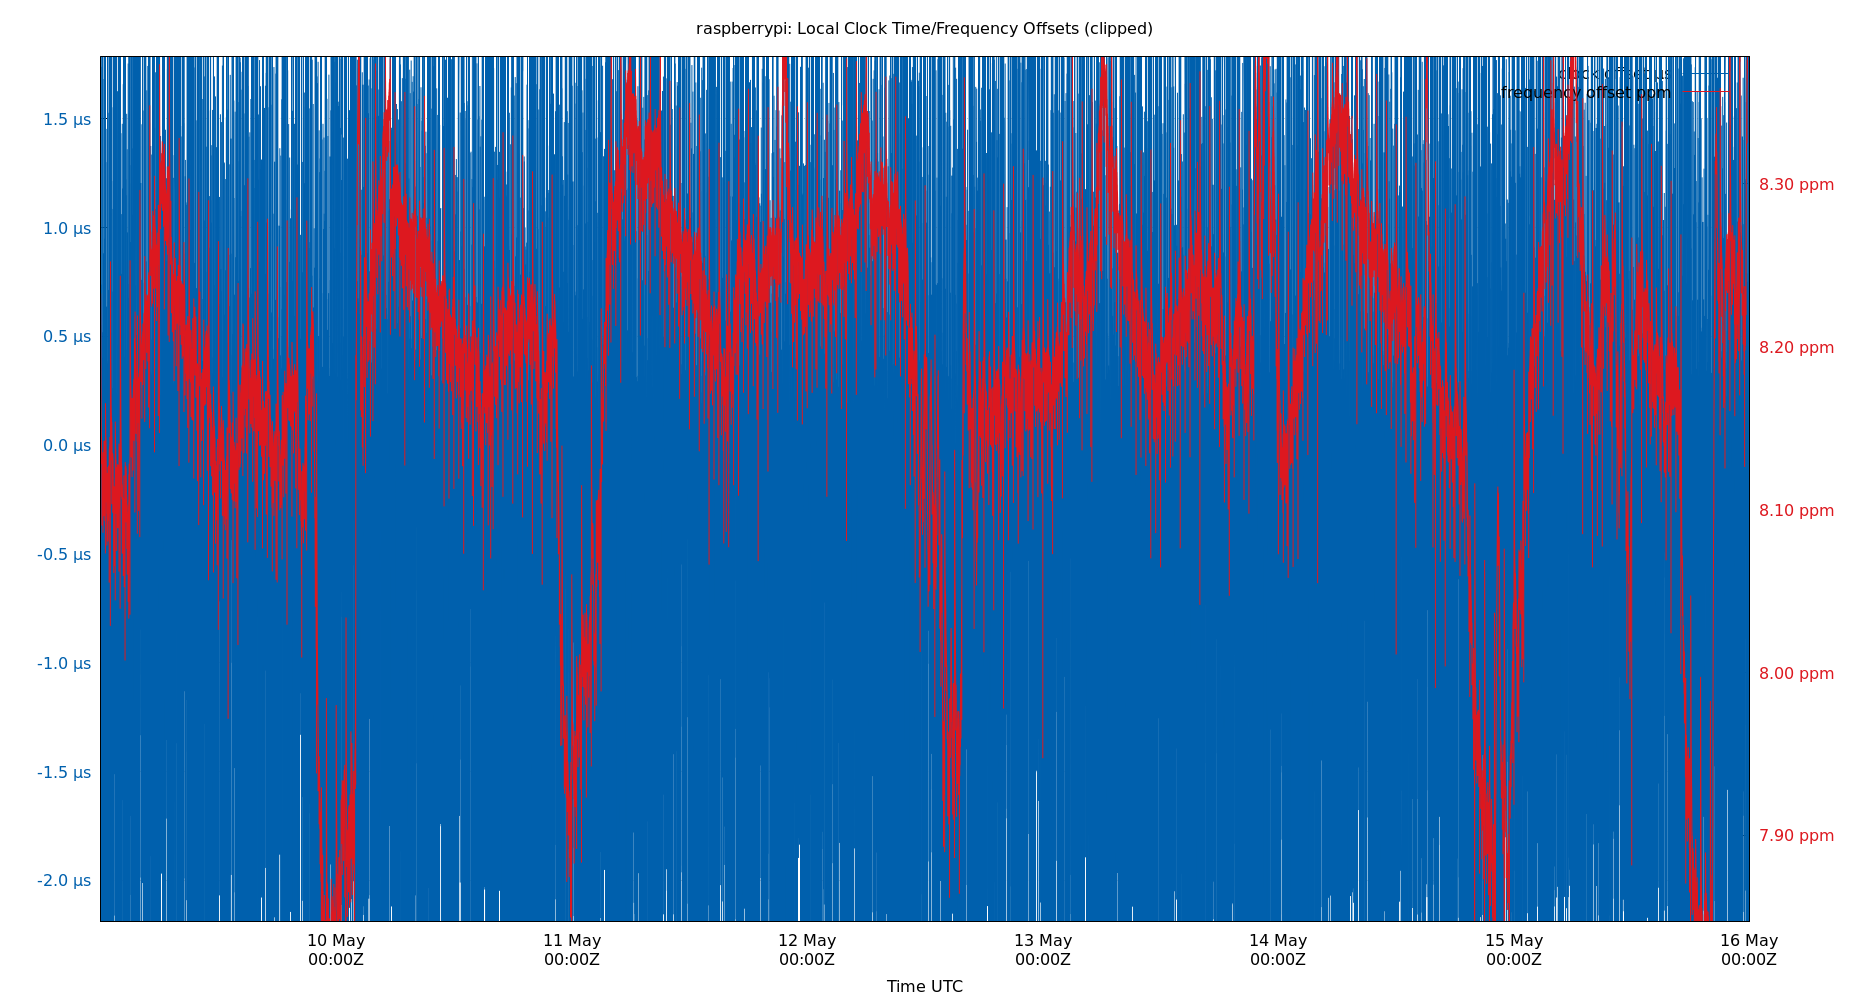 raspberrypi: Local Clock Time/Frequency Offsets (clipped)
clock offset µs
frequency offset ppm
1.5 µs
1.0 µs
0.5 µs
0.0 µs
-0.5 µs
-1.0 µs
-1.5 µs
-2.0 µs
8.30 ppm
8.20 ppm
8.10 ppm
8.00 ppm
7.90 ppm
10 May
00:00Z
11 May
00:00Z
12 May
00:00Z
13 May
00:00Z
14 May
00:00Z
15 May
00:00Z
16 May
00:00Z
Time UTC